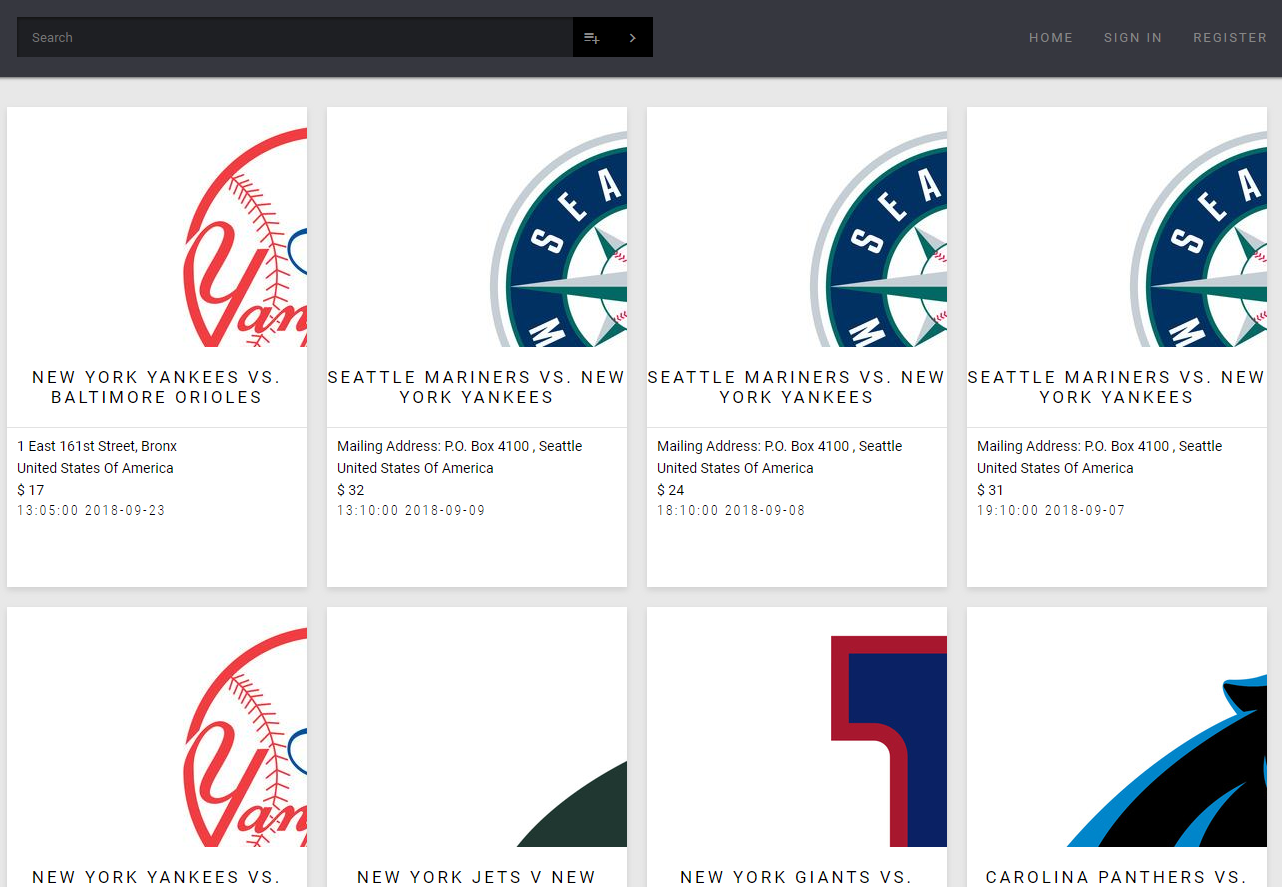 Search
HOME SIGN IN REGISTER
Yan
SEA
M
SEA
M
SEA
M
NEW YORK YANKEES VS.
BALTIMORE ORIOLES
SEATTLE MARINERS VS. NEW
YORK YANKEES
SEATTLE MARINERS VS. NEW
YORK YANKEES
SEATTLE MARINERS VS. NEW
YORK YANKEES
1 East 161st Street, Bronx
United States Of America
$ 17
13:05:00 2018-09-23
Mailing Address: P.O. Box 4100 , Seattle
United States Of America
$ 32
13:10:00 2018-09-09
Mailing Address: P.O. Box 4100 , Seattle
United States Of America
$ 24
18:10:00 2018-09-08
Mailing Address: P.O. Box 4100 , Seattle
United States Of America
$ 31
19:10:00 2018-09-07
Yan
NEW YORK YANKEES VS.
NEW YORK JETS V NEW
NEW YORK GIANTS VS.
CAROLINA PANTHERS VS.